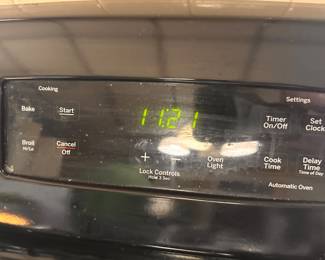 Cooking
Settings
Bake
Start
11:21
Timer
On/Off
Set
Clock
Broil
Hi/Lo
Cancel
Off
+
-
Oven
Light
Cook
Time
Delay
Time
Time of Day
Lock Controls
Hold 3 Sec
Automatic Oven